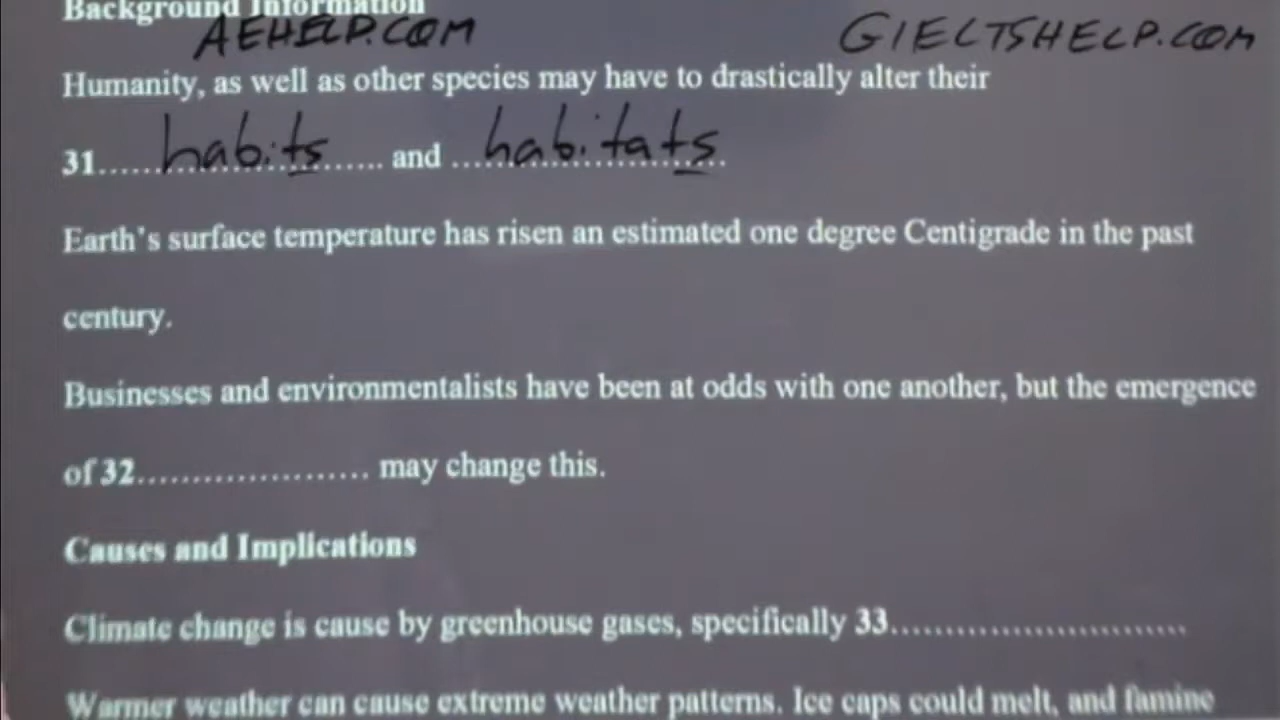 Background Information
AEHELP.COM GIELTSHELP.COM
Humanity, as well as other species may have to drastically alter their
31.....habits......... and ...habitats.
Earth's surface temperature has risen an estimated one degree Centigrade in the past
century.
Businesses and environmentalists have been at odds with one another, but the emergence
of 32..................... may change this.
Causes and Implications
Climate change is cause by greenhouse gases, specifically 33...........................
Warmer weather can cause extreme weather patterns. Ice caps could melt, and famine